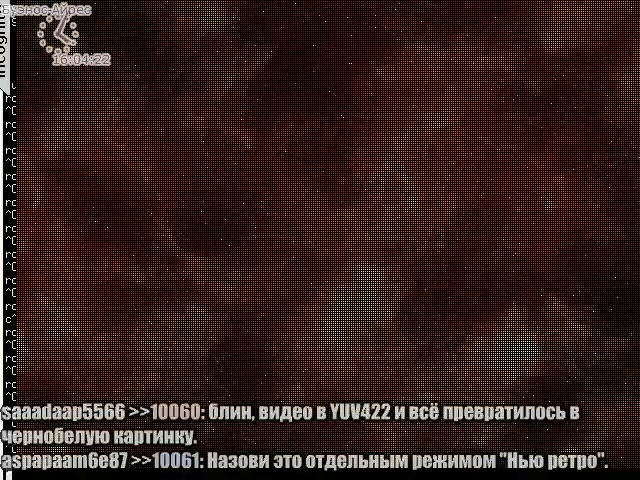 Буэнос-Айрес
16:04:22
saaadaap5566 >>10060: блин, видео в YUV422 и всё превратилось в
чернобелую картинку.
aspapaam6e87 >>10061: Назови это отдельным режимом "Нью ретро".